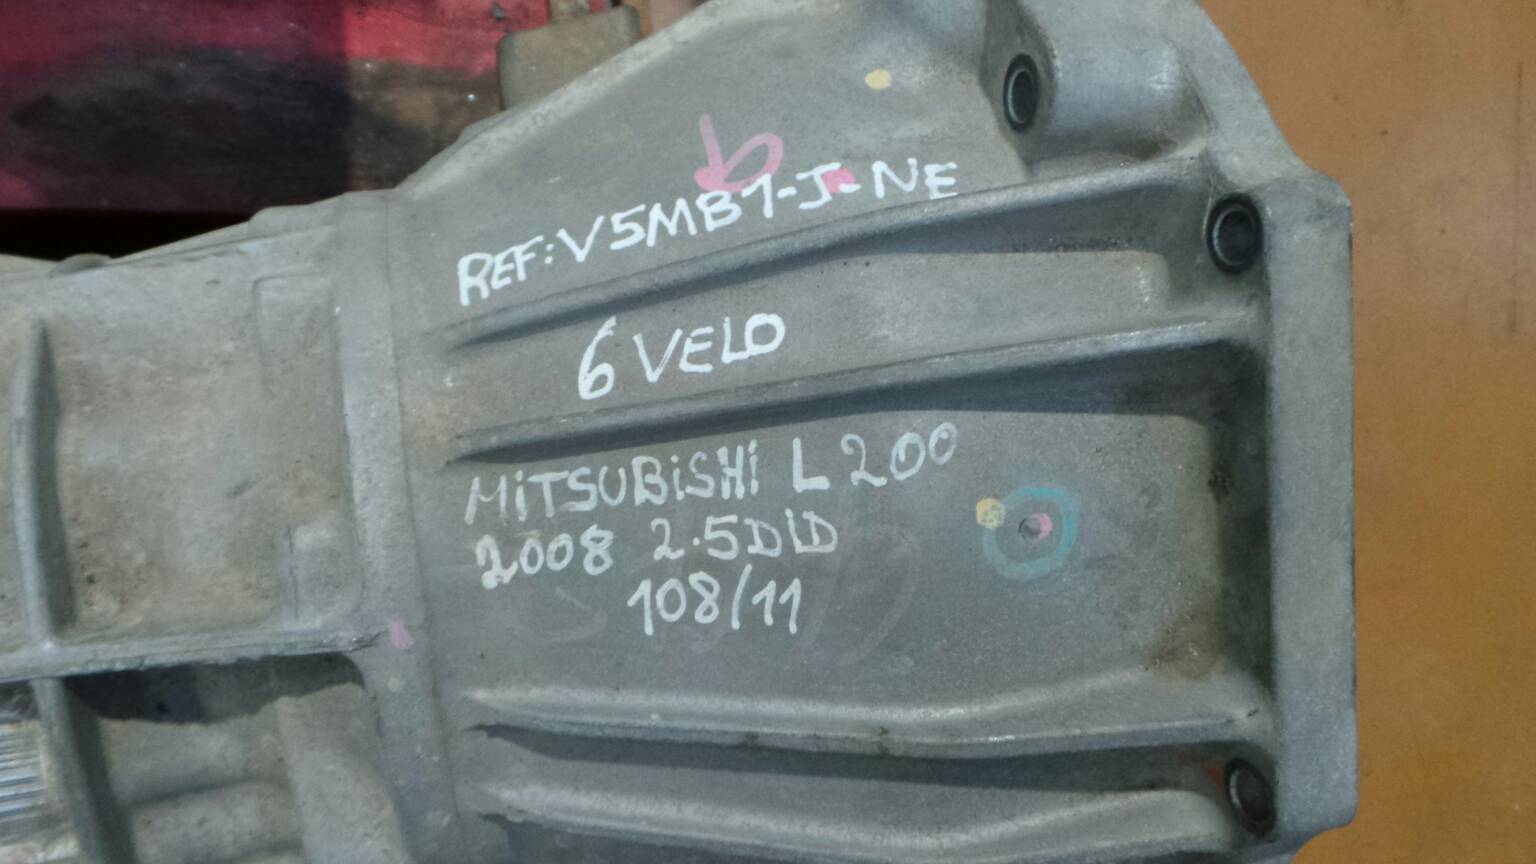 b
REF: V5MB1-J-NE
6 VELO
MiTSUBiSHi L200
2008 2.5DiD
108/11